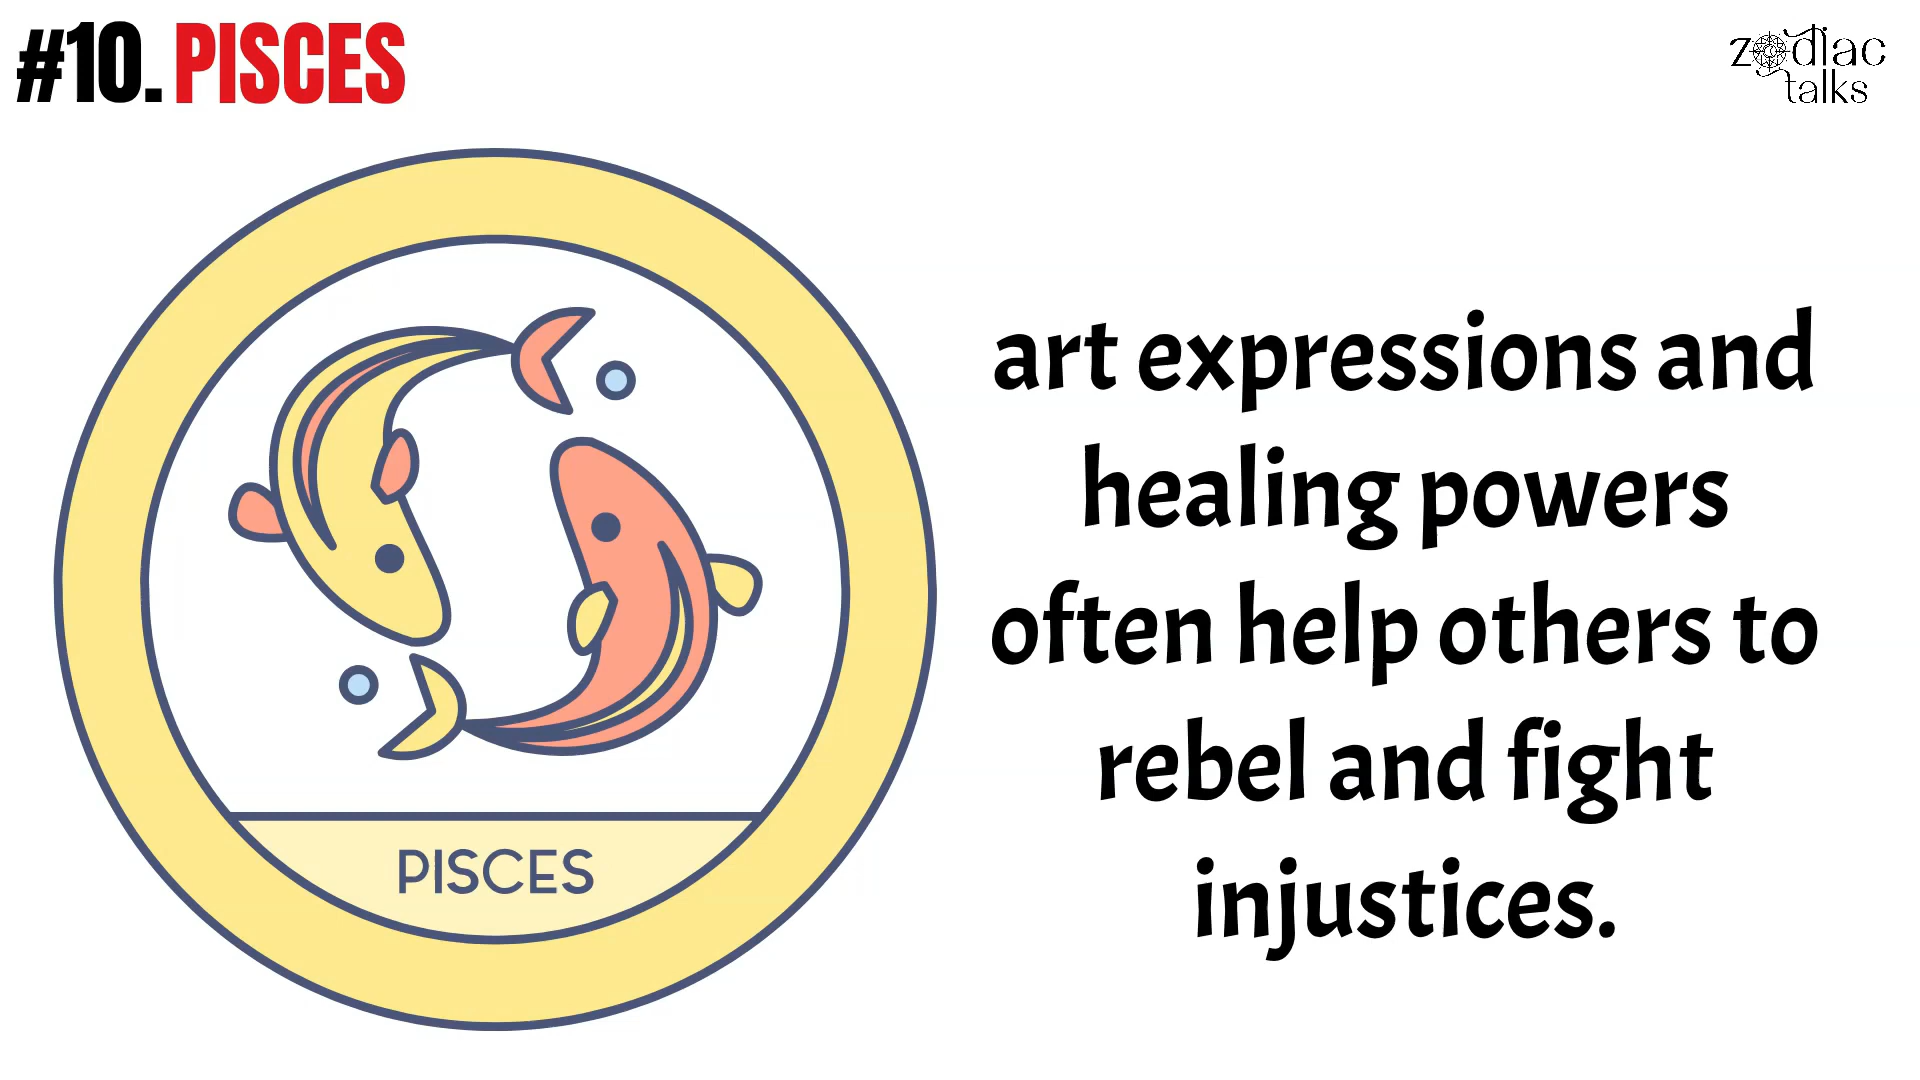 #10. PISCES
zodiac
talks
art expressions and
healing powers
often help others to
rebel and fight
injustices.
PISCES